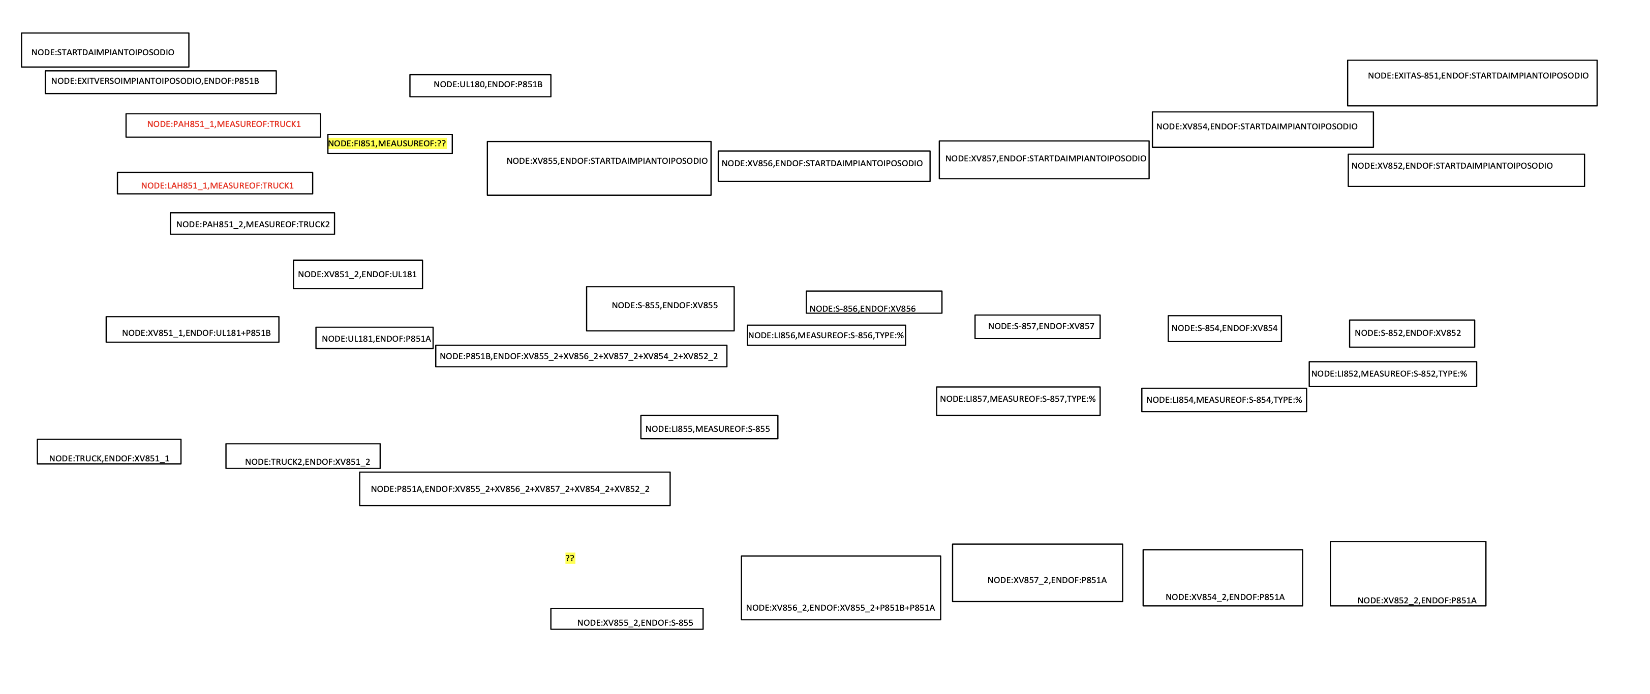 NODE:STARTDAIMPIANTOIPOSODIO
NODE:EXITVERSOIMPIANTOIPOSODIO,ENDOF:P851B
NODE:UL180,ENDOF:P851B
NODE:EXITAS-851,ENDOF:STARTDAIMPIANTOIPOSODIO
NODE:PAH851_1,MEASUREOF:TRUCK1
NODE:FI851,MEAUSUREOF:??
NODE:XV854,ENDOF:STARTDAIMPIANTOIPOSODIO
NODE:XV855,ENDOF:STARTDAIMPIANTOIPOSODIO
NODE:XV856,ENDOF:STARTDAIMPIANTOIPOSODIO
NODE:XV857,ENDOF:STARTDAIMPIANTOIPOSODIO
NODE:XV852,ENDOF:STARTDAIMPIANTOIPOSODIO
NODE:LAH851_1,MEASUREOF:TRUCK1
NODE:PAH851_2,MEASUREOF:TRUCK2
NODE:XV851_2,ENDOF:UL181
NODE:S-855,ENDOF:XV855
NODE:S-856,ENDOF:XV856
NODE:XV851_1,ENDOF:UL181+P851B
NODE:UL181,ENDOF:P851A
NODE:LI856,MEASUREOF:S-856,TYPE:%
NODE:S-857,ENDOF:XV857
NODE:S-854,ENDOF:XV854
NODE:S-852,ENDOF:XV852
NODE:P851B,ENDOF:XV855_2+XV856_2+XV857_2+XV854_2+XV852_2
NODE:LI852,MEASUREOF:S-852,TYPE:%
NODE:LI857,MEASUREOF:S-857,TYPE:%
NODE:LI854,MEASUREOF:S-854,TYPE:%
NODE:LI855,MEASUREOF:S-855
NODE:TRUCK,ENDOF:XV851_1
NODE:TRUCK2,ENDOF:XV851_2
NODE:P851A,ENDOF:XV855_2+XV856_2+XV857_2+XV854_2+XV852_2
??
NODE:XV857_2,ENDOF:P851A
NODE:XV854_2,ENDOF:P851A
NODE:XV852_2,ENDOF:P851A
NODE:XV856_2,ENDOF:XV855_2+P851B+P851A
NODE:XV855_2,ENDOF:S-855